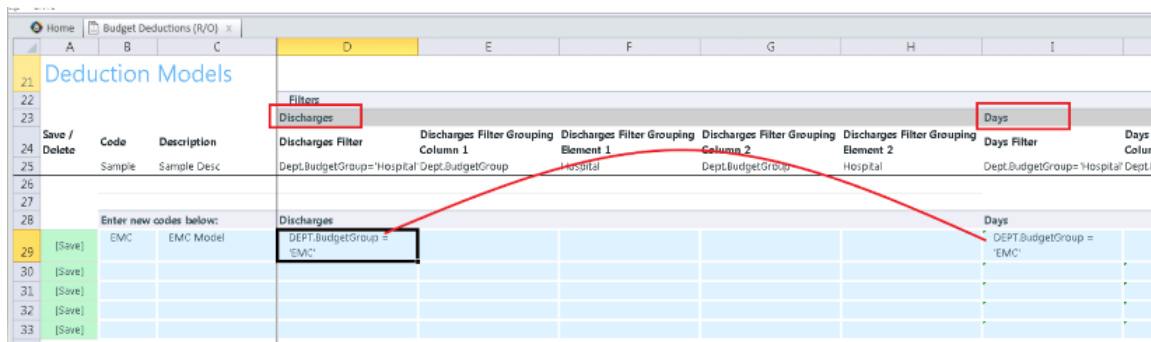 Home Budget Deductions (R/O) ×
A B C D E F G H I
21 Deduction Models
22 Filters
23 Discharges Days
24 Save / Delete Code Description Discharges Filter Discharges Filter Grouping Column 1 Discharges Filter Grouping Element 1 Discharges Filter Grouping Column 2 Discharges Filter Grouping Element 2 Days Filter Days
25 Sample Sample Desc Dept.BudgetGroup='Hospital' Dept.BudgetGroup Hospital Dept.BudgetGroup Hospital Dept.BudgetGroup='Hospital' Dept.
26
27
28 Enter new codes below: Discharges Days
29 [Save] EMC EMC Model DEPT.BudgetGroup = 'EMC' DEPT.BudgetGroup = 'EMC'
30 [Save]
31 [Save]
32 [Save]
33 [Save]